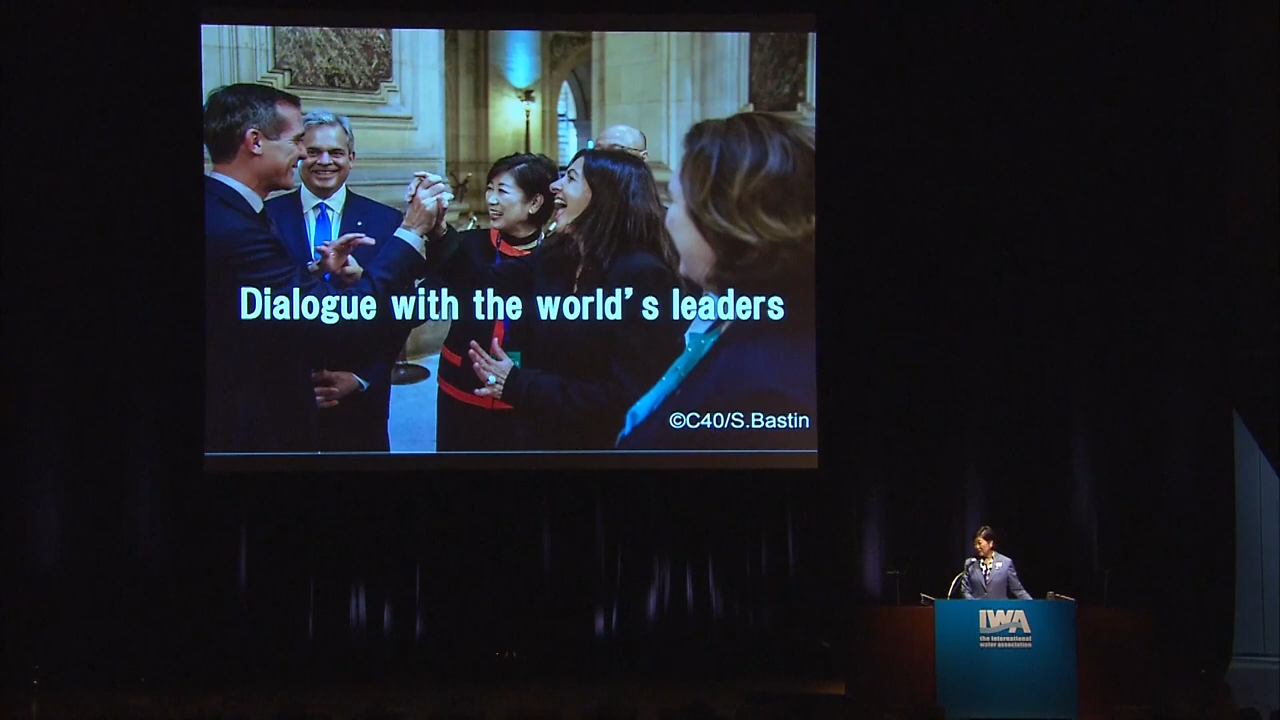 Dialogue with the world's leaders
©C40/S.Bastin
IWA
the international
water association